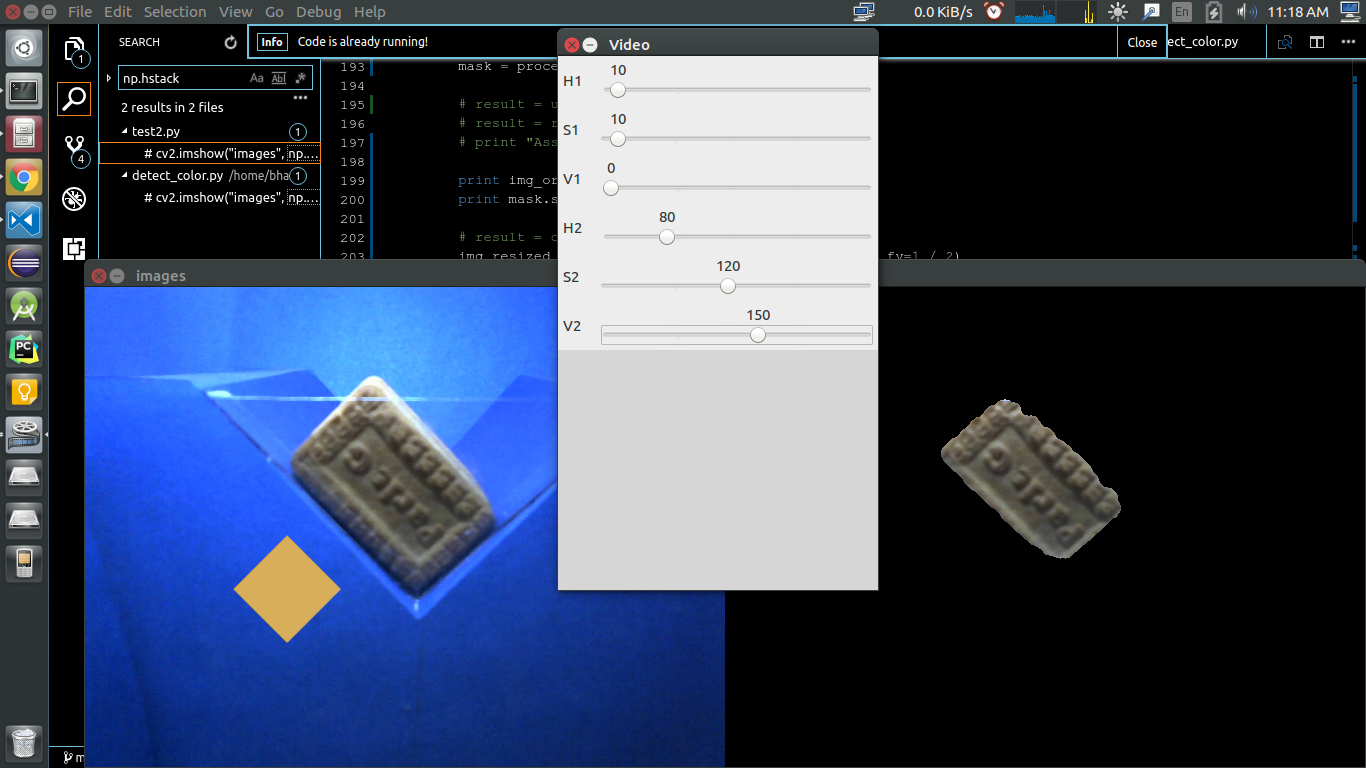 File Edit Selection View Go Debug Help
0.0 KiB/s
En
11:18 AM
SEARCH
Info Code is already running!
Close
ect_color.py
1
np.hstack
Aa Abl .*
2 results in 2 files
test2.py 1
# cv2.imshow("images", np....
detect_color.py /home/bha 1
# cv2.imshow("images", np....
4
193 mask = proce
194
195 # result = u
196 # result = r
197 # print "Ass
198
199 print img_or
200 print mask.s
201
202 # result = c
203 img_resized fy=1 / 2)
Video
H1 10
S1 10
V1 0
H2 80
S2 120
V2 150
images
PC
m